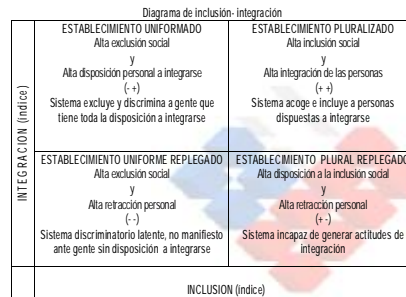 Diagrama de inclusión- integración
INTEGRACION (índice)
ESTABLECIMIENTO UNIFORMADO
Alta exclusión social
y
Alta disposición personal a integrarse
(- +)
Sistema excluye y discrimina a gente que
tiene toda la disposición a integrarse
ESTABLECIMIENTO PLURALIZADO
Alta inclusión social
y
Alta integración de las personas
(+ +)
Sistema acoge e incluye a personas
dispuestas a integrarse
ESTABLECIMIENTO UNIFORME REPLEGADO
Alta exclusión social
y
Alta retracción personal
(- -)
Sistema discriminatorio latente, no manifiesto
ante gente sin disposición a integrarse
ESTABLECIMIENTO PLURAL REPLEGADO
Alta disposición a la inclusión social
y
Alta retracción personal
(+ -)
Sistema incapaz de generar actitudes de
integración
INCLUSION (índice)